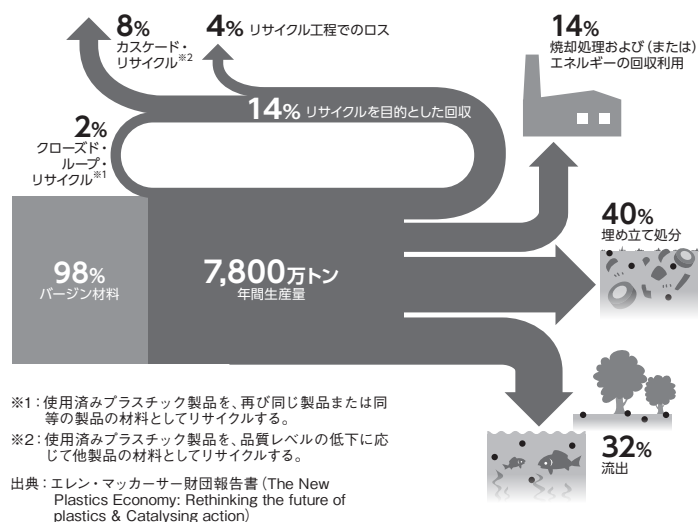 8%
カスケード・
リサイクル※2
4% リサイクル工程でのロス
14%
焼却処理および（または）
エネルギーの回収利用
14% リサイクルを目的とした回収
2%
クローズド・
ループ・
リサイクル※1
40%
埋め立て処分
98%
バージン材料
7,800万トン
年間生産量
32%
流出
※1：使用済みプラスチック製品を、再び同じ製品または同
等の製品の材料としてリサイクルする。
※2：使用済みプラスチック製品を、品質レベルの低下に応
じて他製品の材料としてリサイクルする。
出典：エレン・マッカーサー財団報告書（The New
Plastics Economy: Rethinking the future of
plastics & Catalysing action）